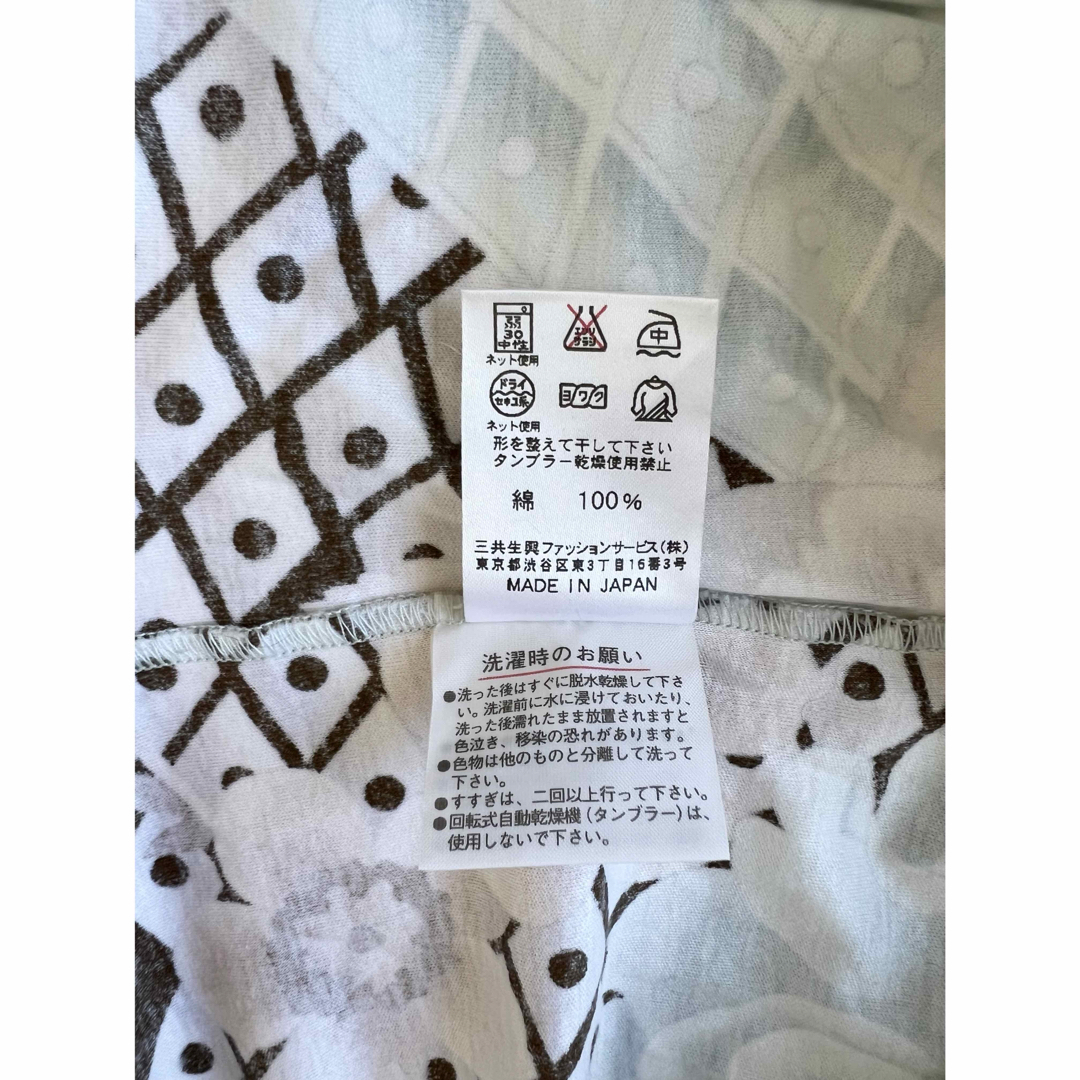 弱
30
中性
ネット使用
エンソ
サラシ
中
ドライ
セキユ系
ネット使用
ヨワク
形を整えて干して下さい
タンブラー乾燥使用禁止
綿 100%
三共生興ファッションサービス(株)
東京都渋谷区東3丁目16番3号
MADE IN JAPAN
洗濯時のお願い
●洗った後はすぐに脱水乾燥して下さ
い。洗濯前に水に浸けておいたり、
洗った後濡れたまま放置されますと
色泣き、移染の恐れがあります。
●色物は他のものと分離して洗って
下さい。
●すすぎは、二回以上行って下さい。
●回転式自動乾燥機(タンブラー)は、
使用しないで下さい。